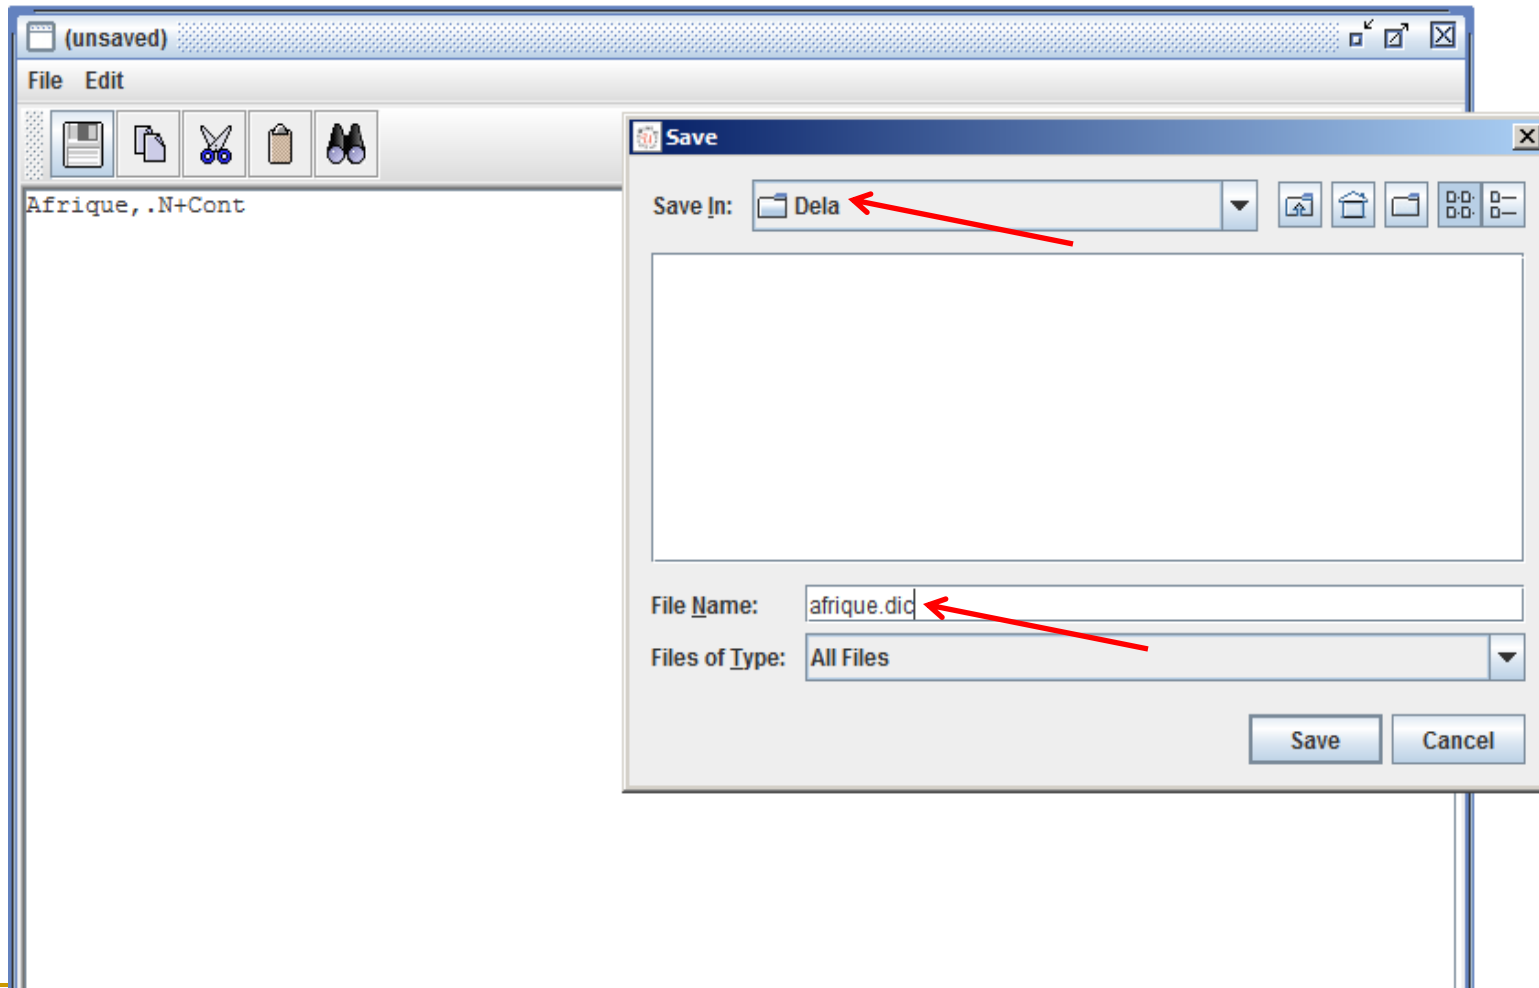 (unsaved)
File Edit
Afrique,.N+Cont
Save
Save In: Dela
File Name: afrique.dic
Files of Type: All Files
Save Cancel